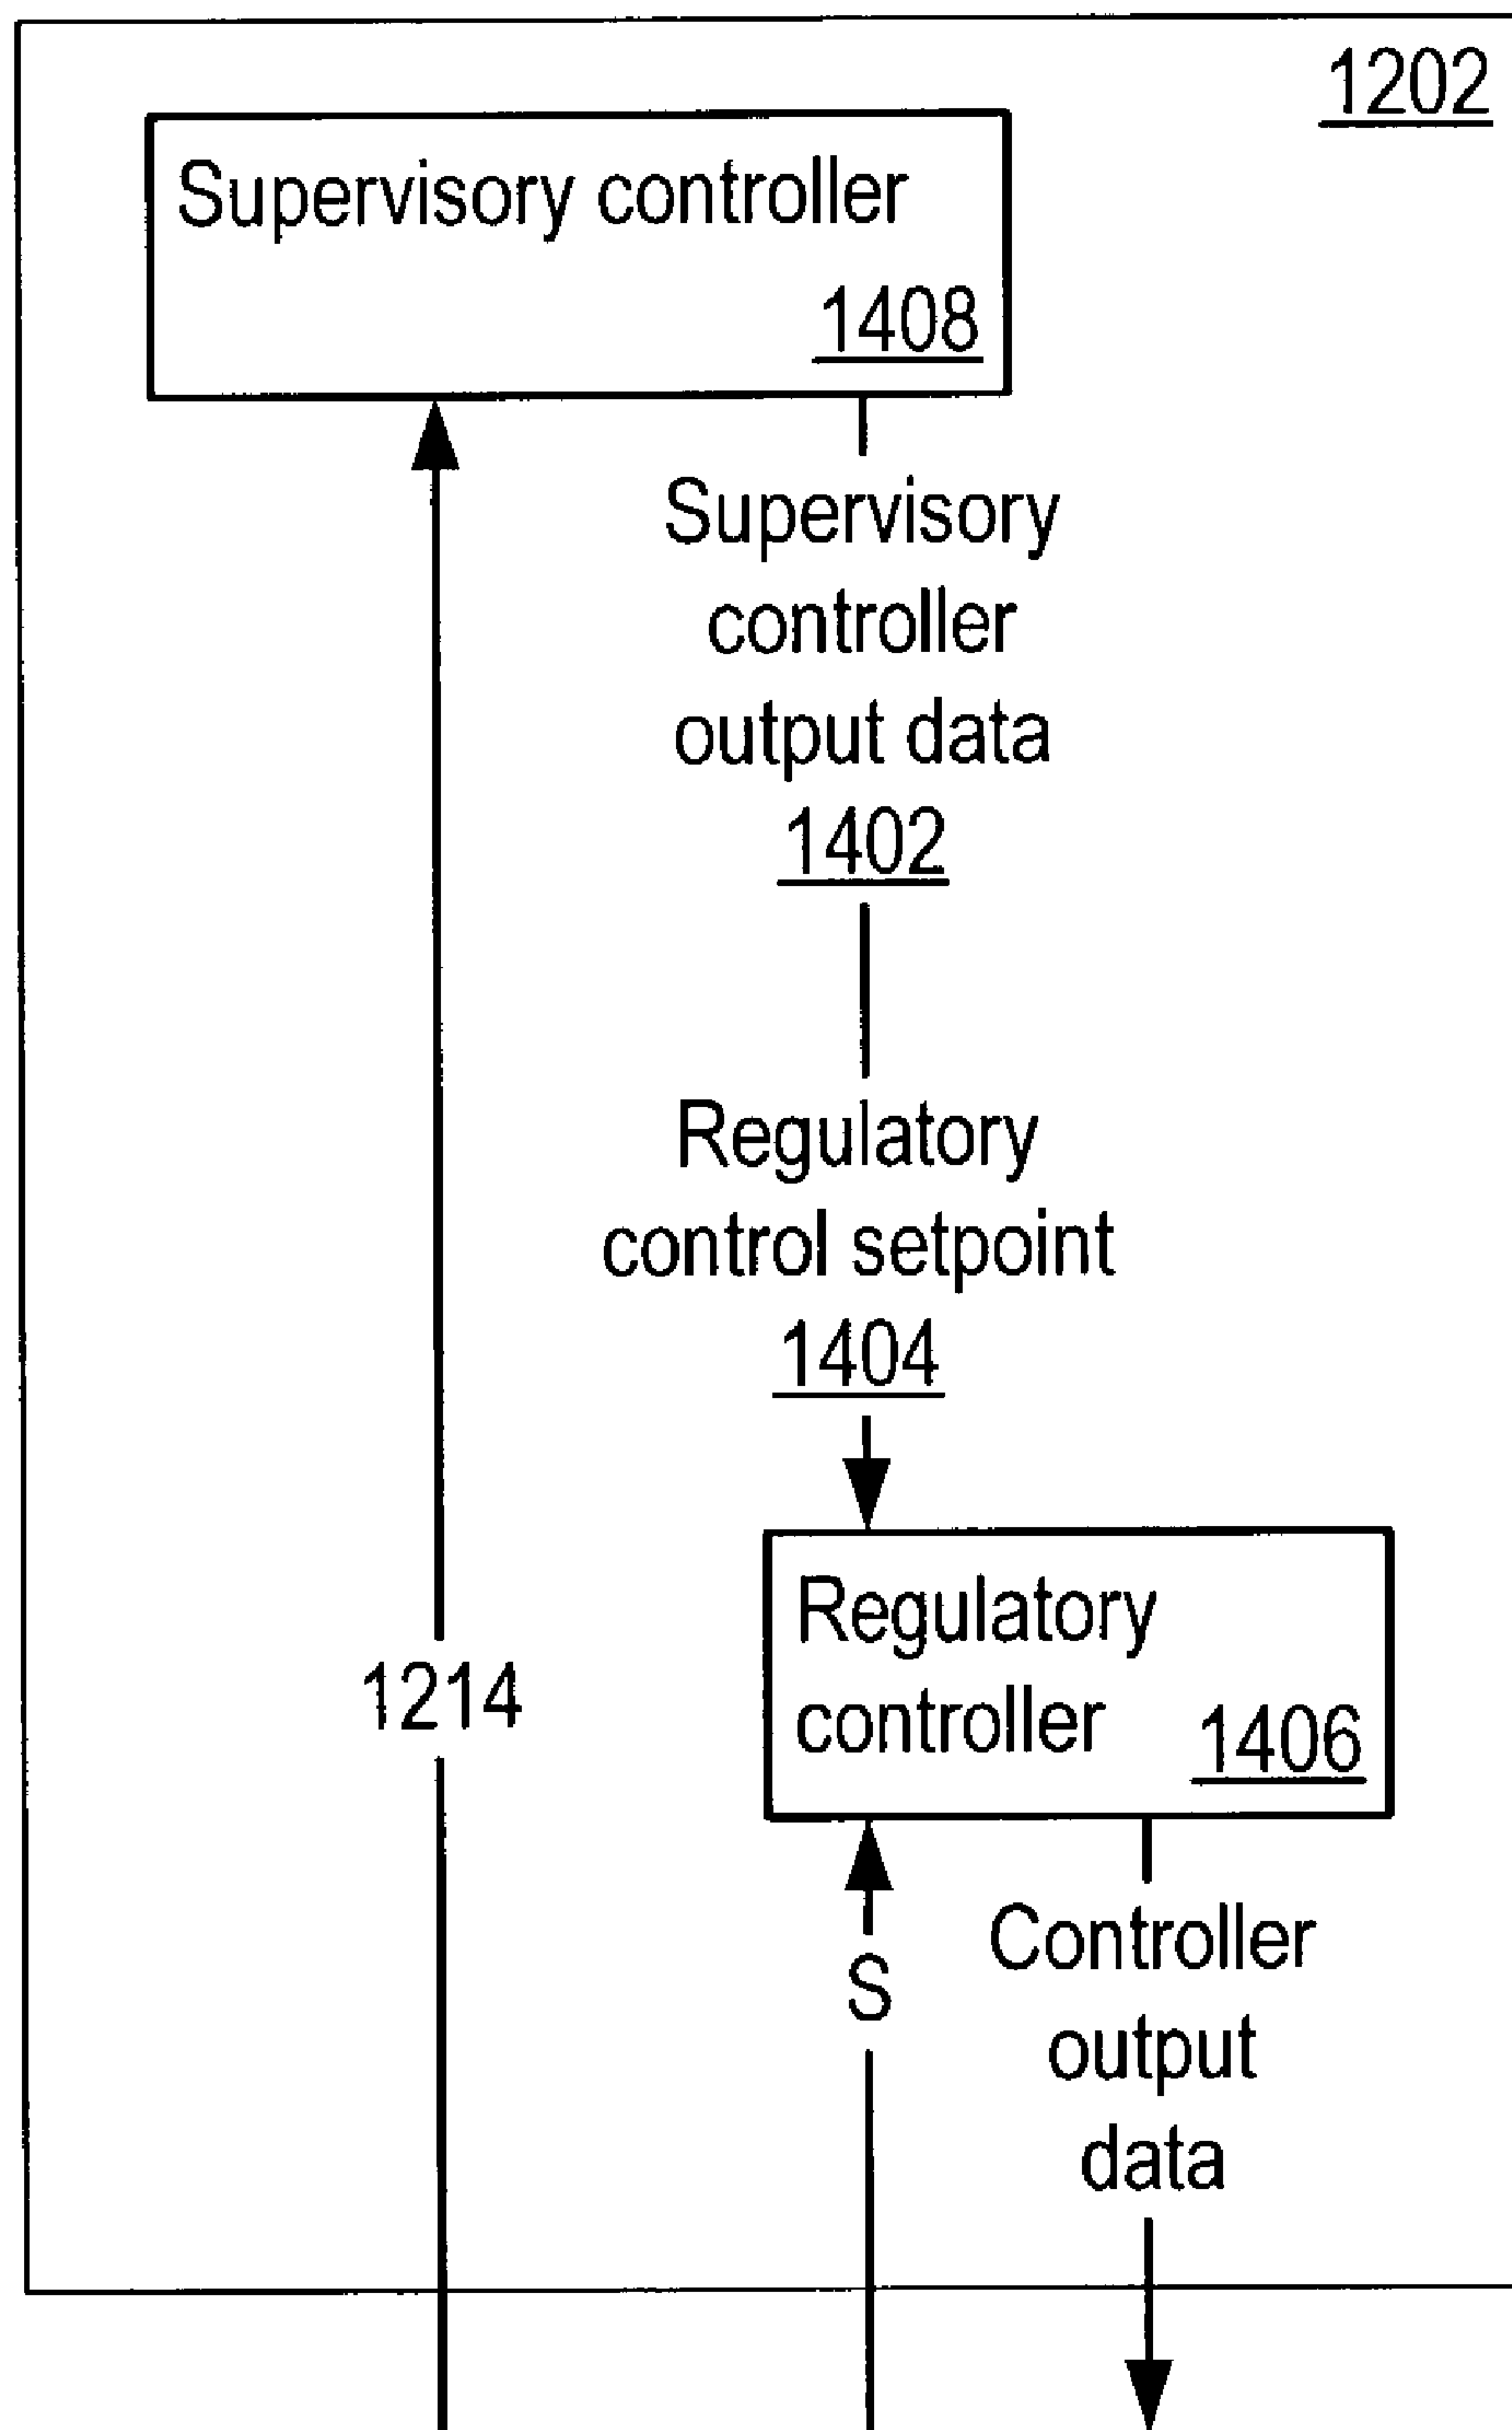 1202
Supervisory controller
1408
Supervisory
controller
output data
1402
Regulatory
control setpoint
1404
Regulatory
controller
1406
1214
S
Controller
output
data